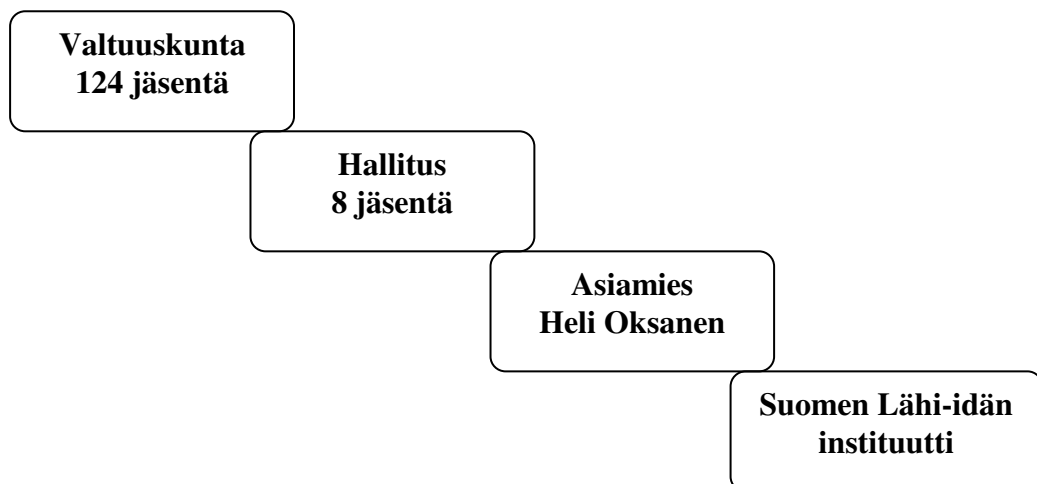 Valtuuskunta
124 jäsentä
Hallitus
8 jäsentä
Asiamies
Heli Oksanen
Suomen Lähi-idän
instituutti